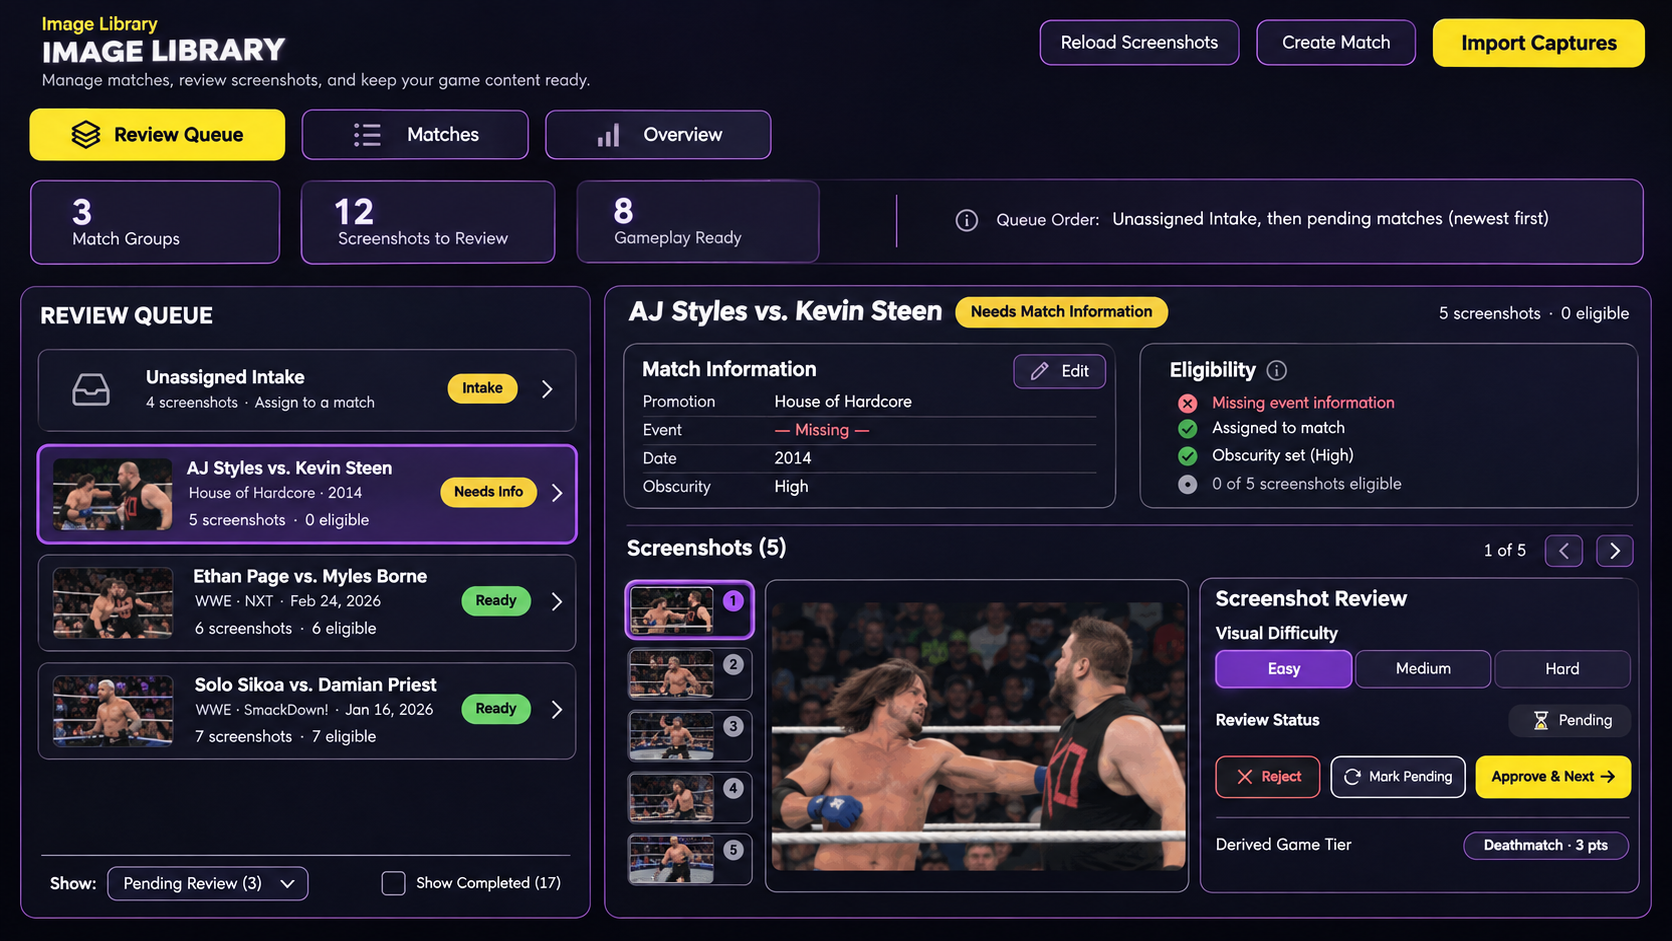 Image Library
IMAGE LIBRARY
Manage matches, review screenshots, and keep your game content ready.
Reload Screenshots
Create Match
Import Captures
Review Queue
Matches
Overview
3
Match Groups
12
Screenshots to Review
8
Gameplay Ready
Queue Order: Unassigned Intake, then pending matches (newest first)
REVIEW QUEUE
Unassigned Intake
4 screenshots · Assign to a match
Intake
AJ Styles vs. Kevin Steen
House of Hardcore · 2014
5 screenshots · 0 eligible
Needs Info
Ethan Page vs. Myles Borne
WWE · NXT · Feb 24, 2026
6 screenshots · 6 eligible
Ready
Solo Sikoa vs. Damian Priest
WWE · SmackDown! · Jan 16, 2026
7 screenshots · 7 eligible
Ready
Show: Pending Review (3)
Show Completed (17)
AJ Styles vs. Kevin Steen
Needs Match Information
5 screenshots · 0 eligible
Match Information
Edit
Promotion House of Hardcore
Event — Missing —
Date 2014
Obscurity High
Eligibility
Missing event information
Assigned to match
Obscurity set (High)
0 of 5 screenshots eligible
Screenshots (5)
1 of 5
1
2
3
4
5
KO
Screenshot Review
Visual Difficulty
Easy
Medium
Hard
Review Status
Pending
Reject
Mark Pending
Approve & Next →
Derived Game Tier
Deathmatch · 3 pts